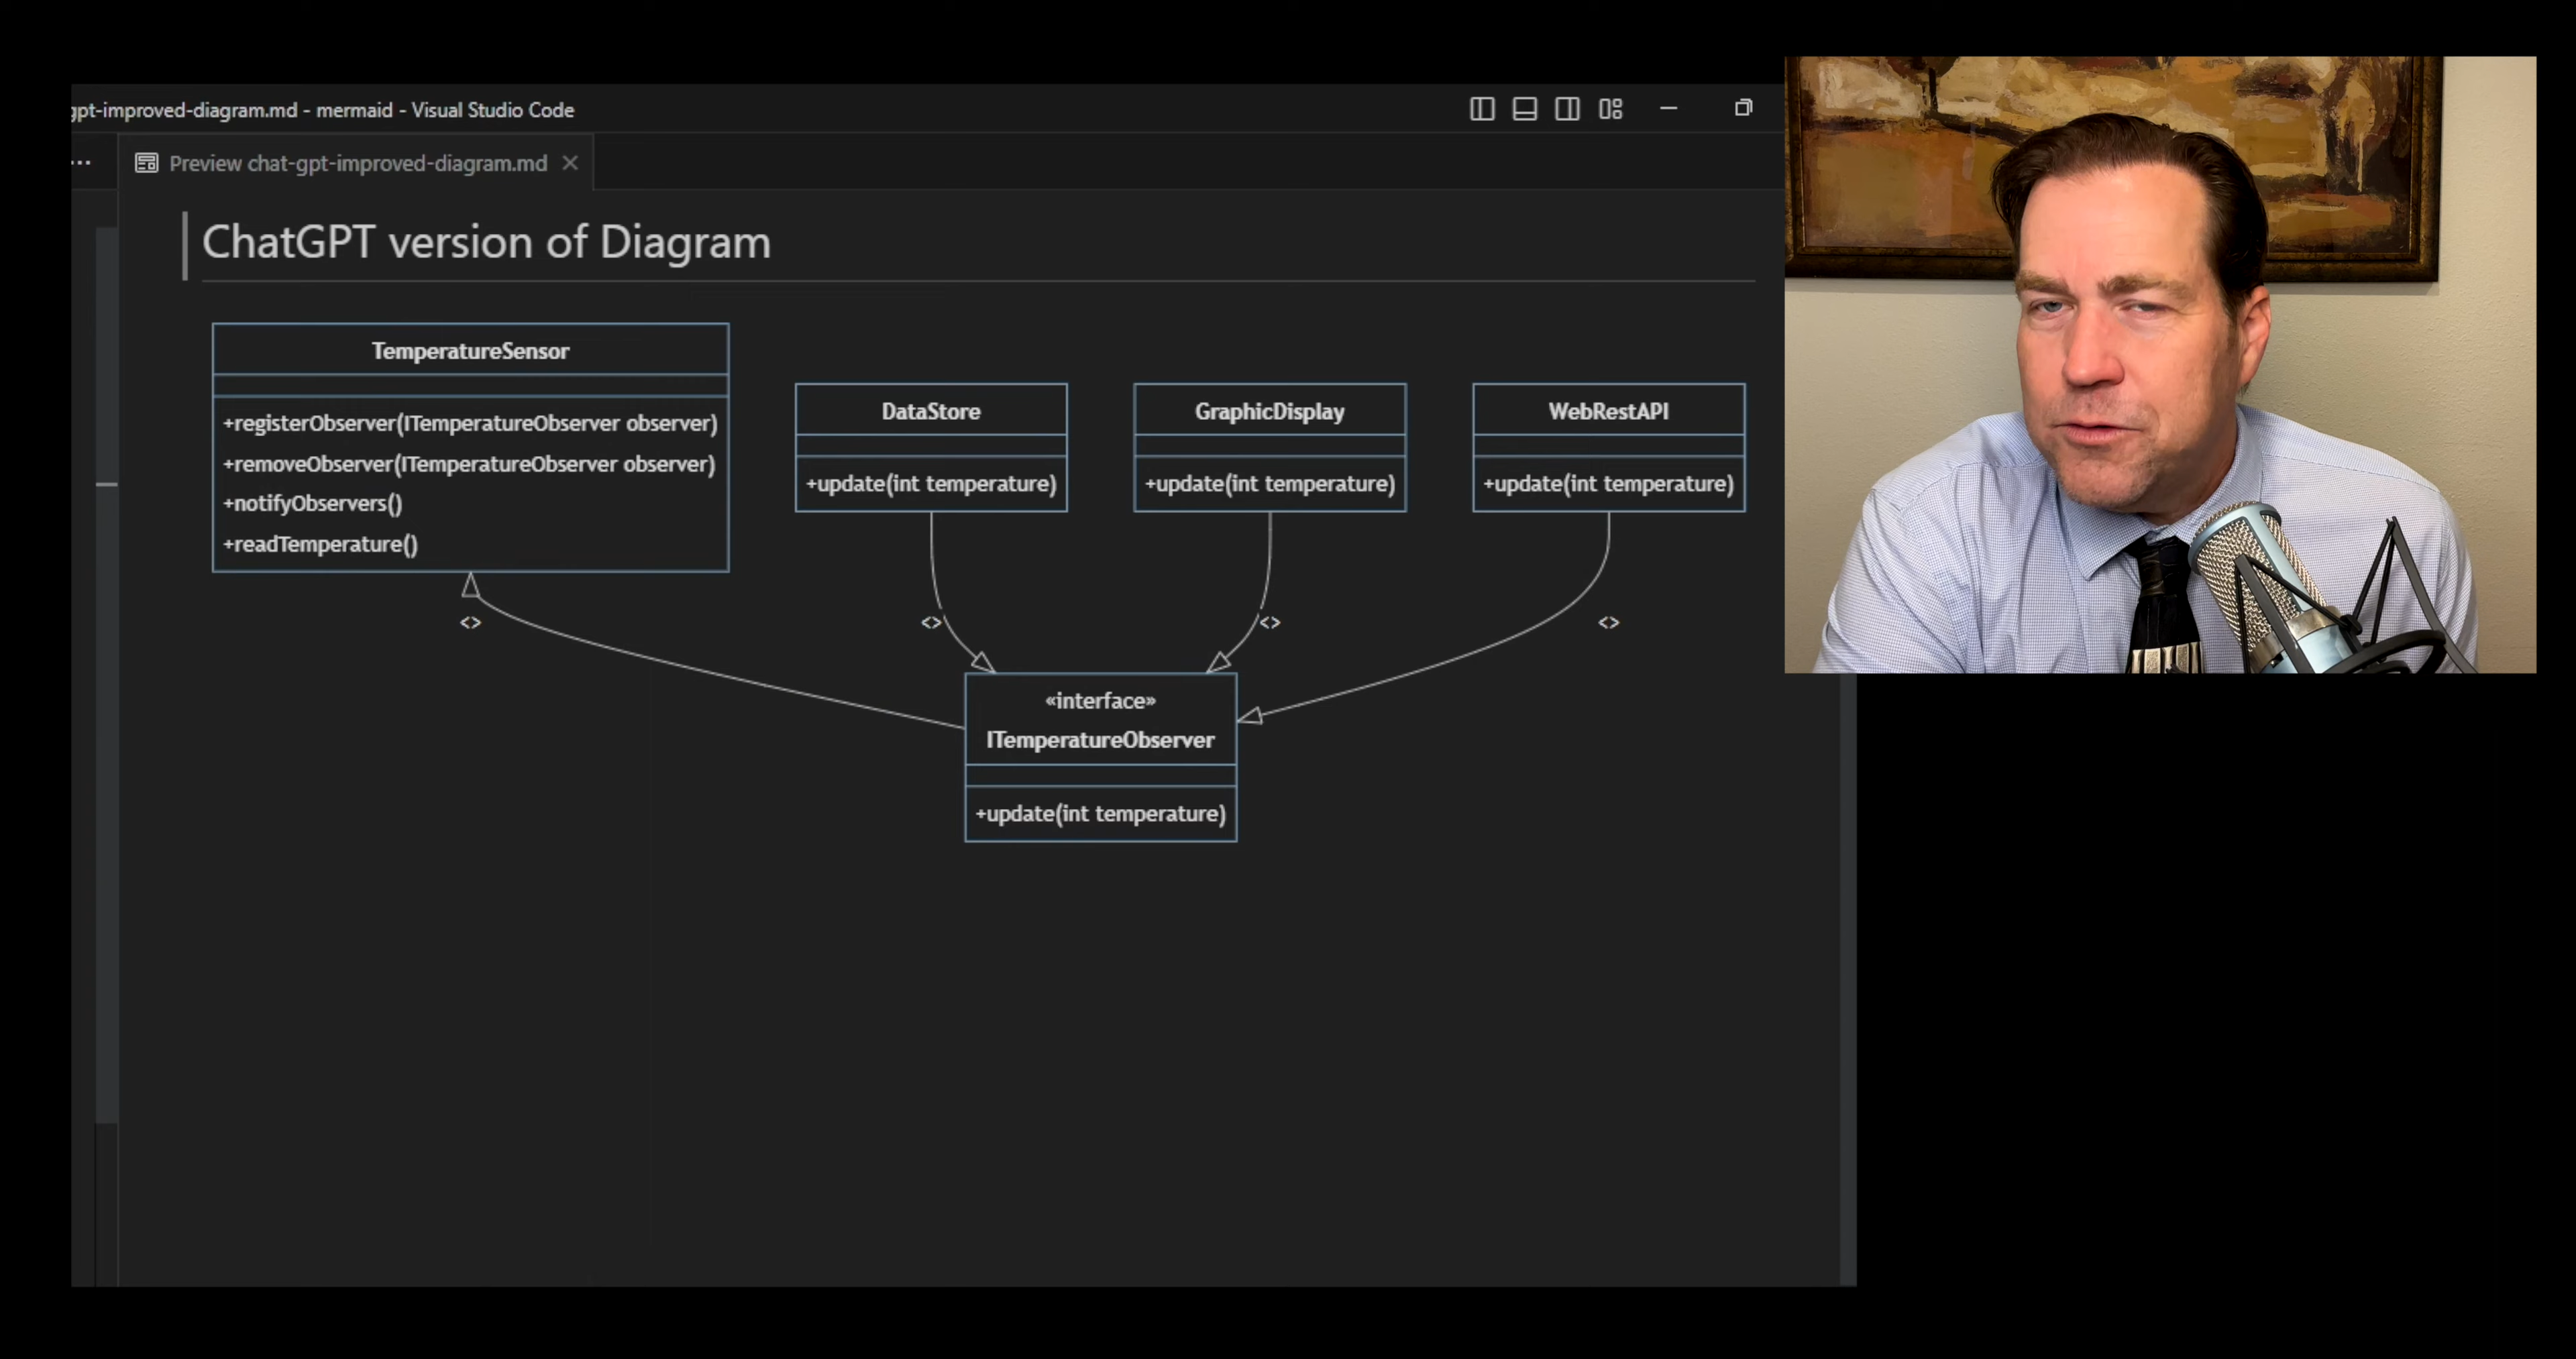 gpt-improved-diagram.md - mermaid - Visual Studio Code
Preview chat-gpt-improved-diagram.md
ChatGPT version of Diagram
TemperatureSensor
+registerObserver(ITemperatureObserver observer)
+removeObserver(ITemperatureObserver observer)
+notifyObservers()
+readTemperature()
DataStore
+update(int temperature)
GraphicDisplay
+update(int temperature)
WebRestAPI
+update(int temperature)
<>
<>
<>
<>
«interface»
ITemperatureObserver
+update(int temperature)